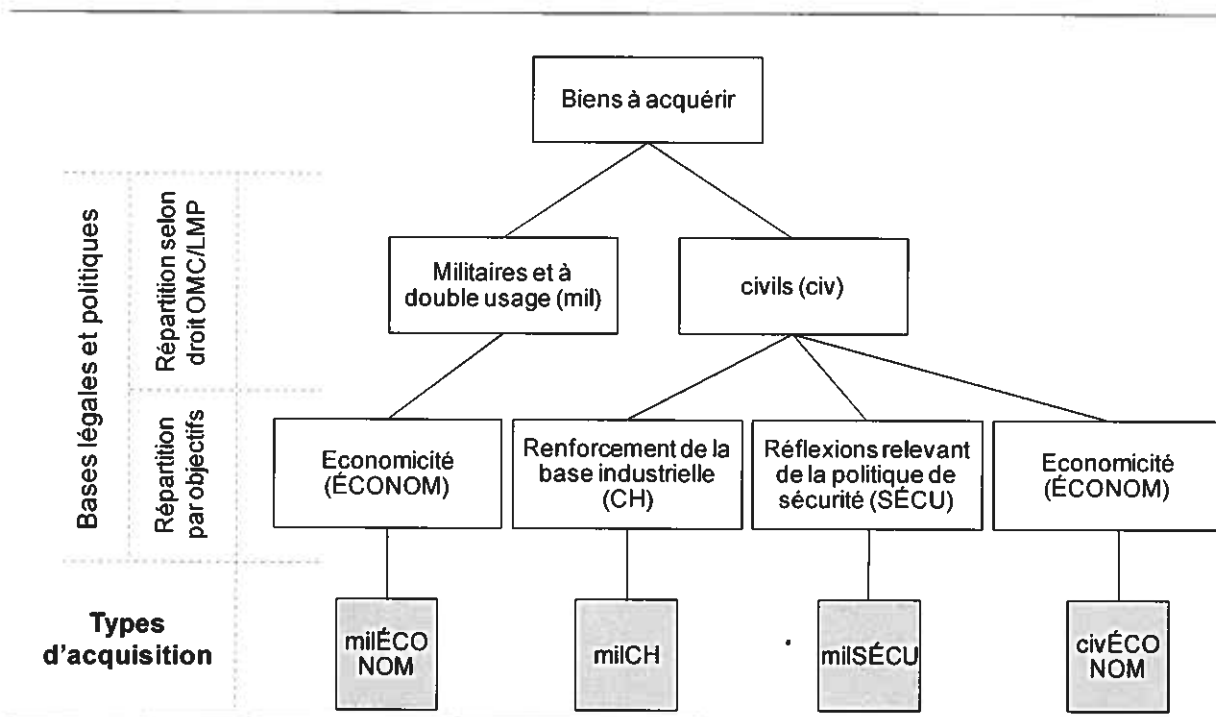 Biens à acquérir
Bases légales et politiques
Répartition selon
droit OMC/LMP
Militaires et à
double usage (mil)
civils (civ)
Répartition
par objectifs
Economicité
(ÉCONOM)
Renforcement de la
base industrielle
(CH)
Réflexions relevant
de la politique de
sécurité (SÉCU)
Economicité
(ÉCONOM)
Types
d'acquisition
milÉCO
NOM
milCH
milSÉCU
civÉCO
NOM